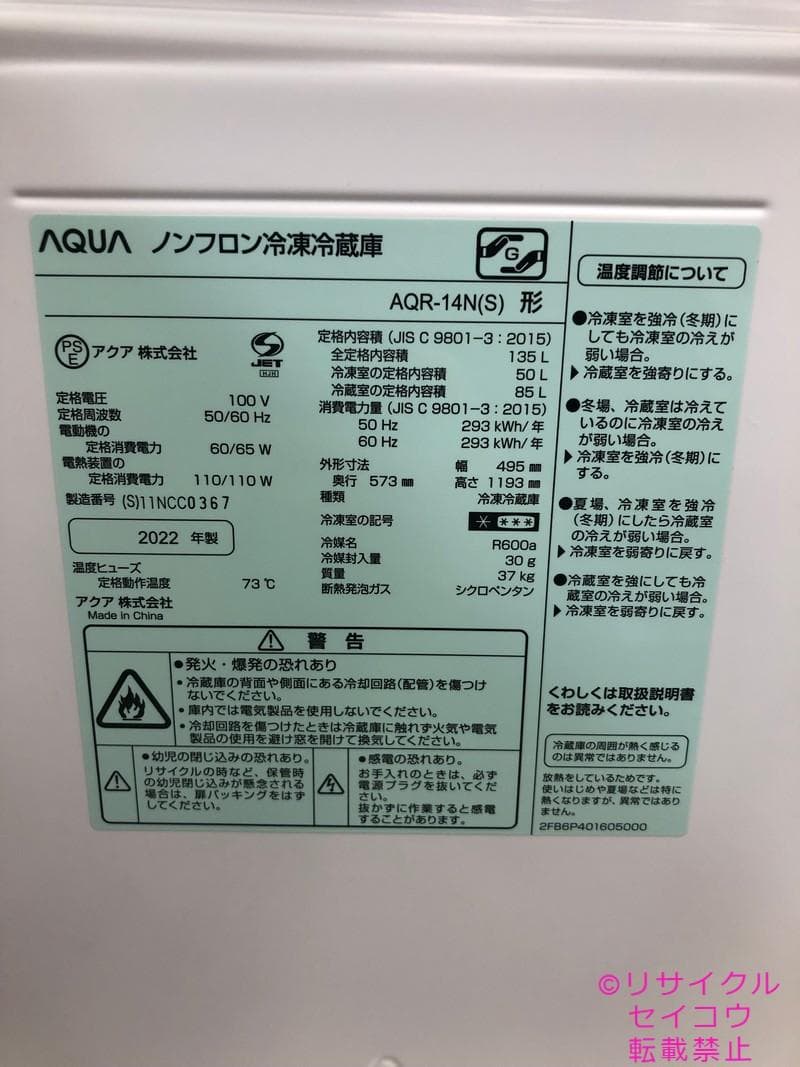 AQUA ノンフロン冷凍冷蔵庫
G
AQR-14N(S) 形
PS
E
アクア 株式会社
S
JET
HJH
定格電圧 100 V
定格周波数 50/60 Hz
電動機の
定格消費電力 60/65 W
電熱装置の
定格消費電力 110/110 W
製造番号 (S)11NCC0367
2022 年製
温度ヒューズ
定格動作温度 73 ℃
アクア 株式会社
Made in China
定格内容積 (JIS C 9801-3 : 2015)
全定格内容積 135 L
冷凍室の定格内容積 50 L
冷蔵室の定格内容積 85 L
消費電力量 (JIS C 9801-3 : 2015)
50 Hz 293 kWh/年
60 Hz 293 kWh/年
外形寸法 幅 495 ㎜
奥行 573 ㎜ 高さ 1193 ㎜
種類 冷凍冷蔵庫
冷凍室の記号 * ***
冷媒名 R600a
冷媒封入量 30 g
質量 37 kg
断熱発泡ガス シクロペンタン
警 告
●発火・爆発の恐れあり
・冷蔵庫の背面や側面にある冷却回路(配管)を傷つけ
ないでください。
・庫内では電気製品を使用しないでください。
・冷却回路を傷つけたときは冷蔵庫に触れず火気や電気
製品の使用を避け窓を開けて換気してください。
●幼児の閉じ込みの恐れあり。
リサイクルの時など、保管時
の幼児閉じ込みが懸念される
場合は、扉パッキングをはず
してください。
●感電の恐れあり。
お手入れのときは、必ず
電源プラグを抜いてくだ
さい。
抜かずに作業すると感電
することがあります。
温度調節について
●冷凍室を強冷(冬期)に
しても冷凍室の冷えが
弱い場合。
▶冷蔵室を強寄りにする。
●冬場、冷蔵室は冷えて
いるのに冷凍室の冷え
が弱い場合。
▶冷凍室を強冷(冬期)に
する。
●夏場、冷凍室を強冷
(冬期)にしたら冷蔵室
の冷えが弱い場合。
▶冷凍室を弱寄りに戻す。
●冷蔵室を強にしても冷
蔵室の冷えが弱い場合。
▶冷凍室を弱寄りに戻す。
くわしくは取扱説明書
をお読みください。
冷蔵庫の周囲が熱く感じる
のは異常ではありません。
放熱をしているためです。
使いはじめや夏場などは特に
熱くなりますが、異常ではあり
ません。
2FB6P401605000
©リサイクル
セイコウ
転載禁止